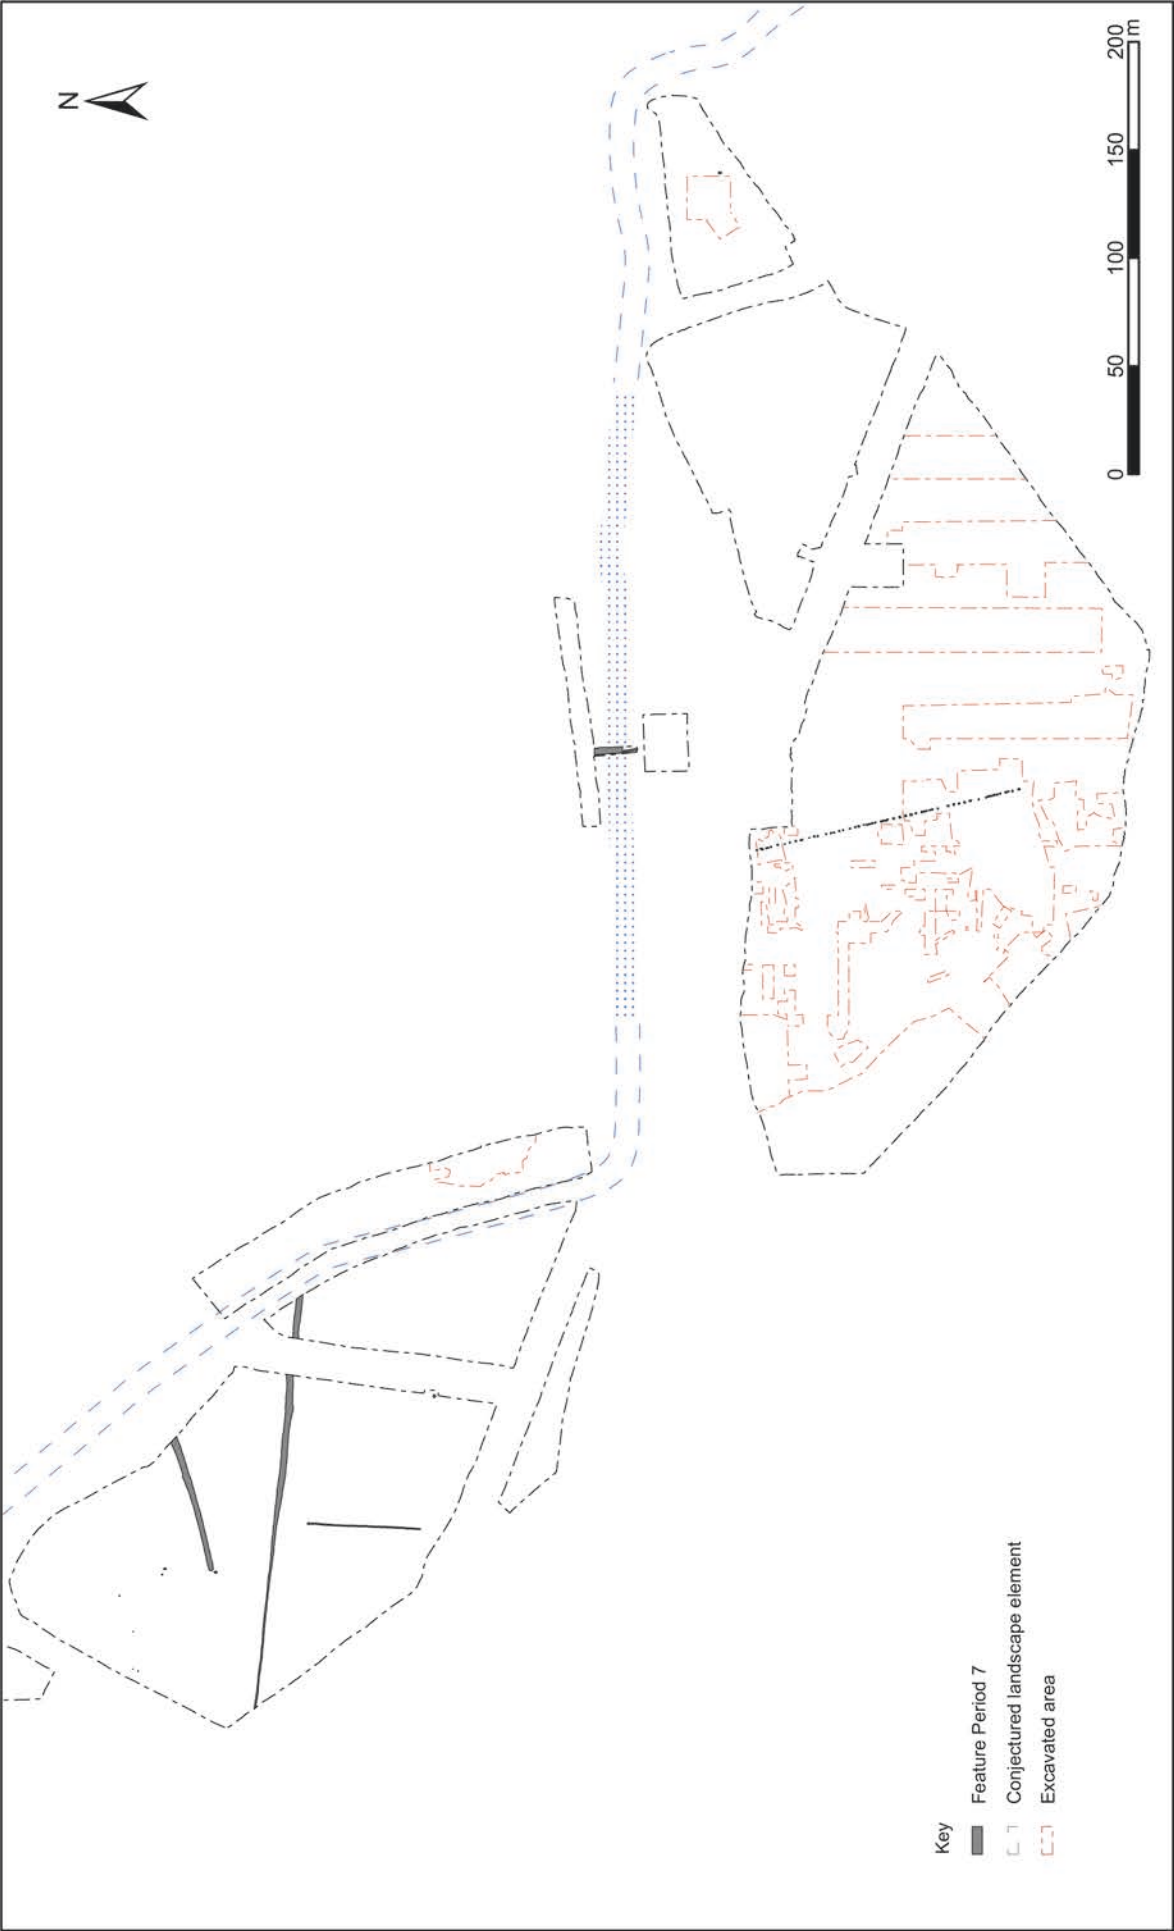 N
0 50 100 150 200
m
Key
Feature Period 7
Conjectured landscape element
Excavated area